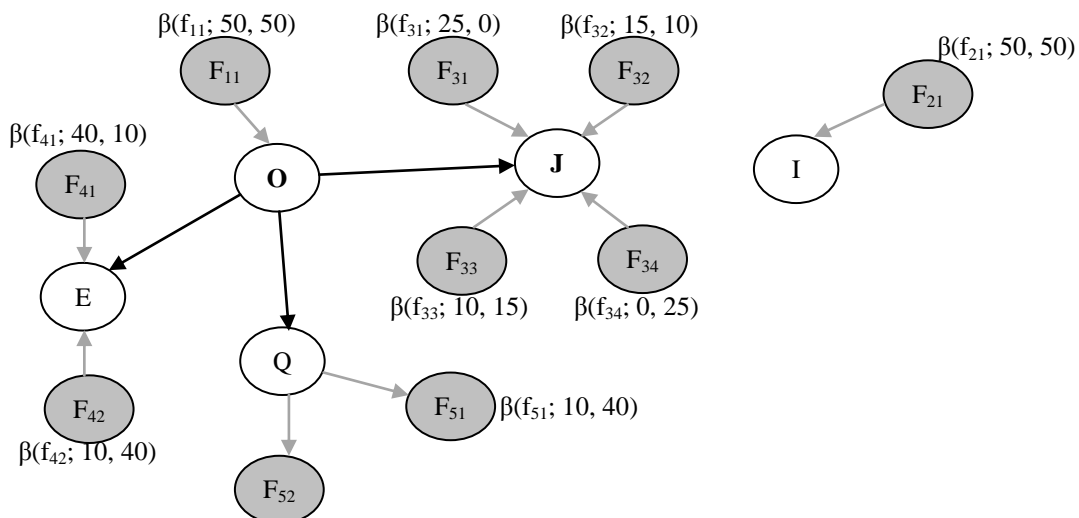 β(f11; 50, 50)
β(f31; 25, 0)
β(f32; 15, 10)
β(f21; 50, 50)
F11
F31
F32
F21
β(f41; 40, 10)
F41
O
J
I
F33
F34
E
β(f33; 10, 15)
β(f34; 0, 25)
Q
F42
F51
β(f51; 10, 40)
β(f42; 10, 40)
F52